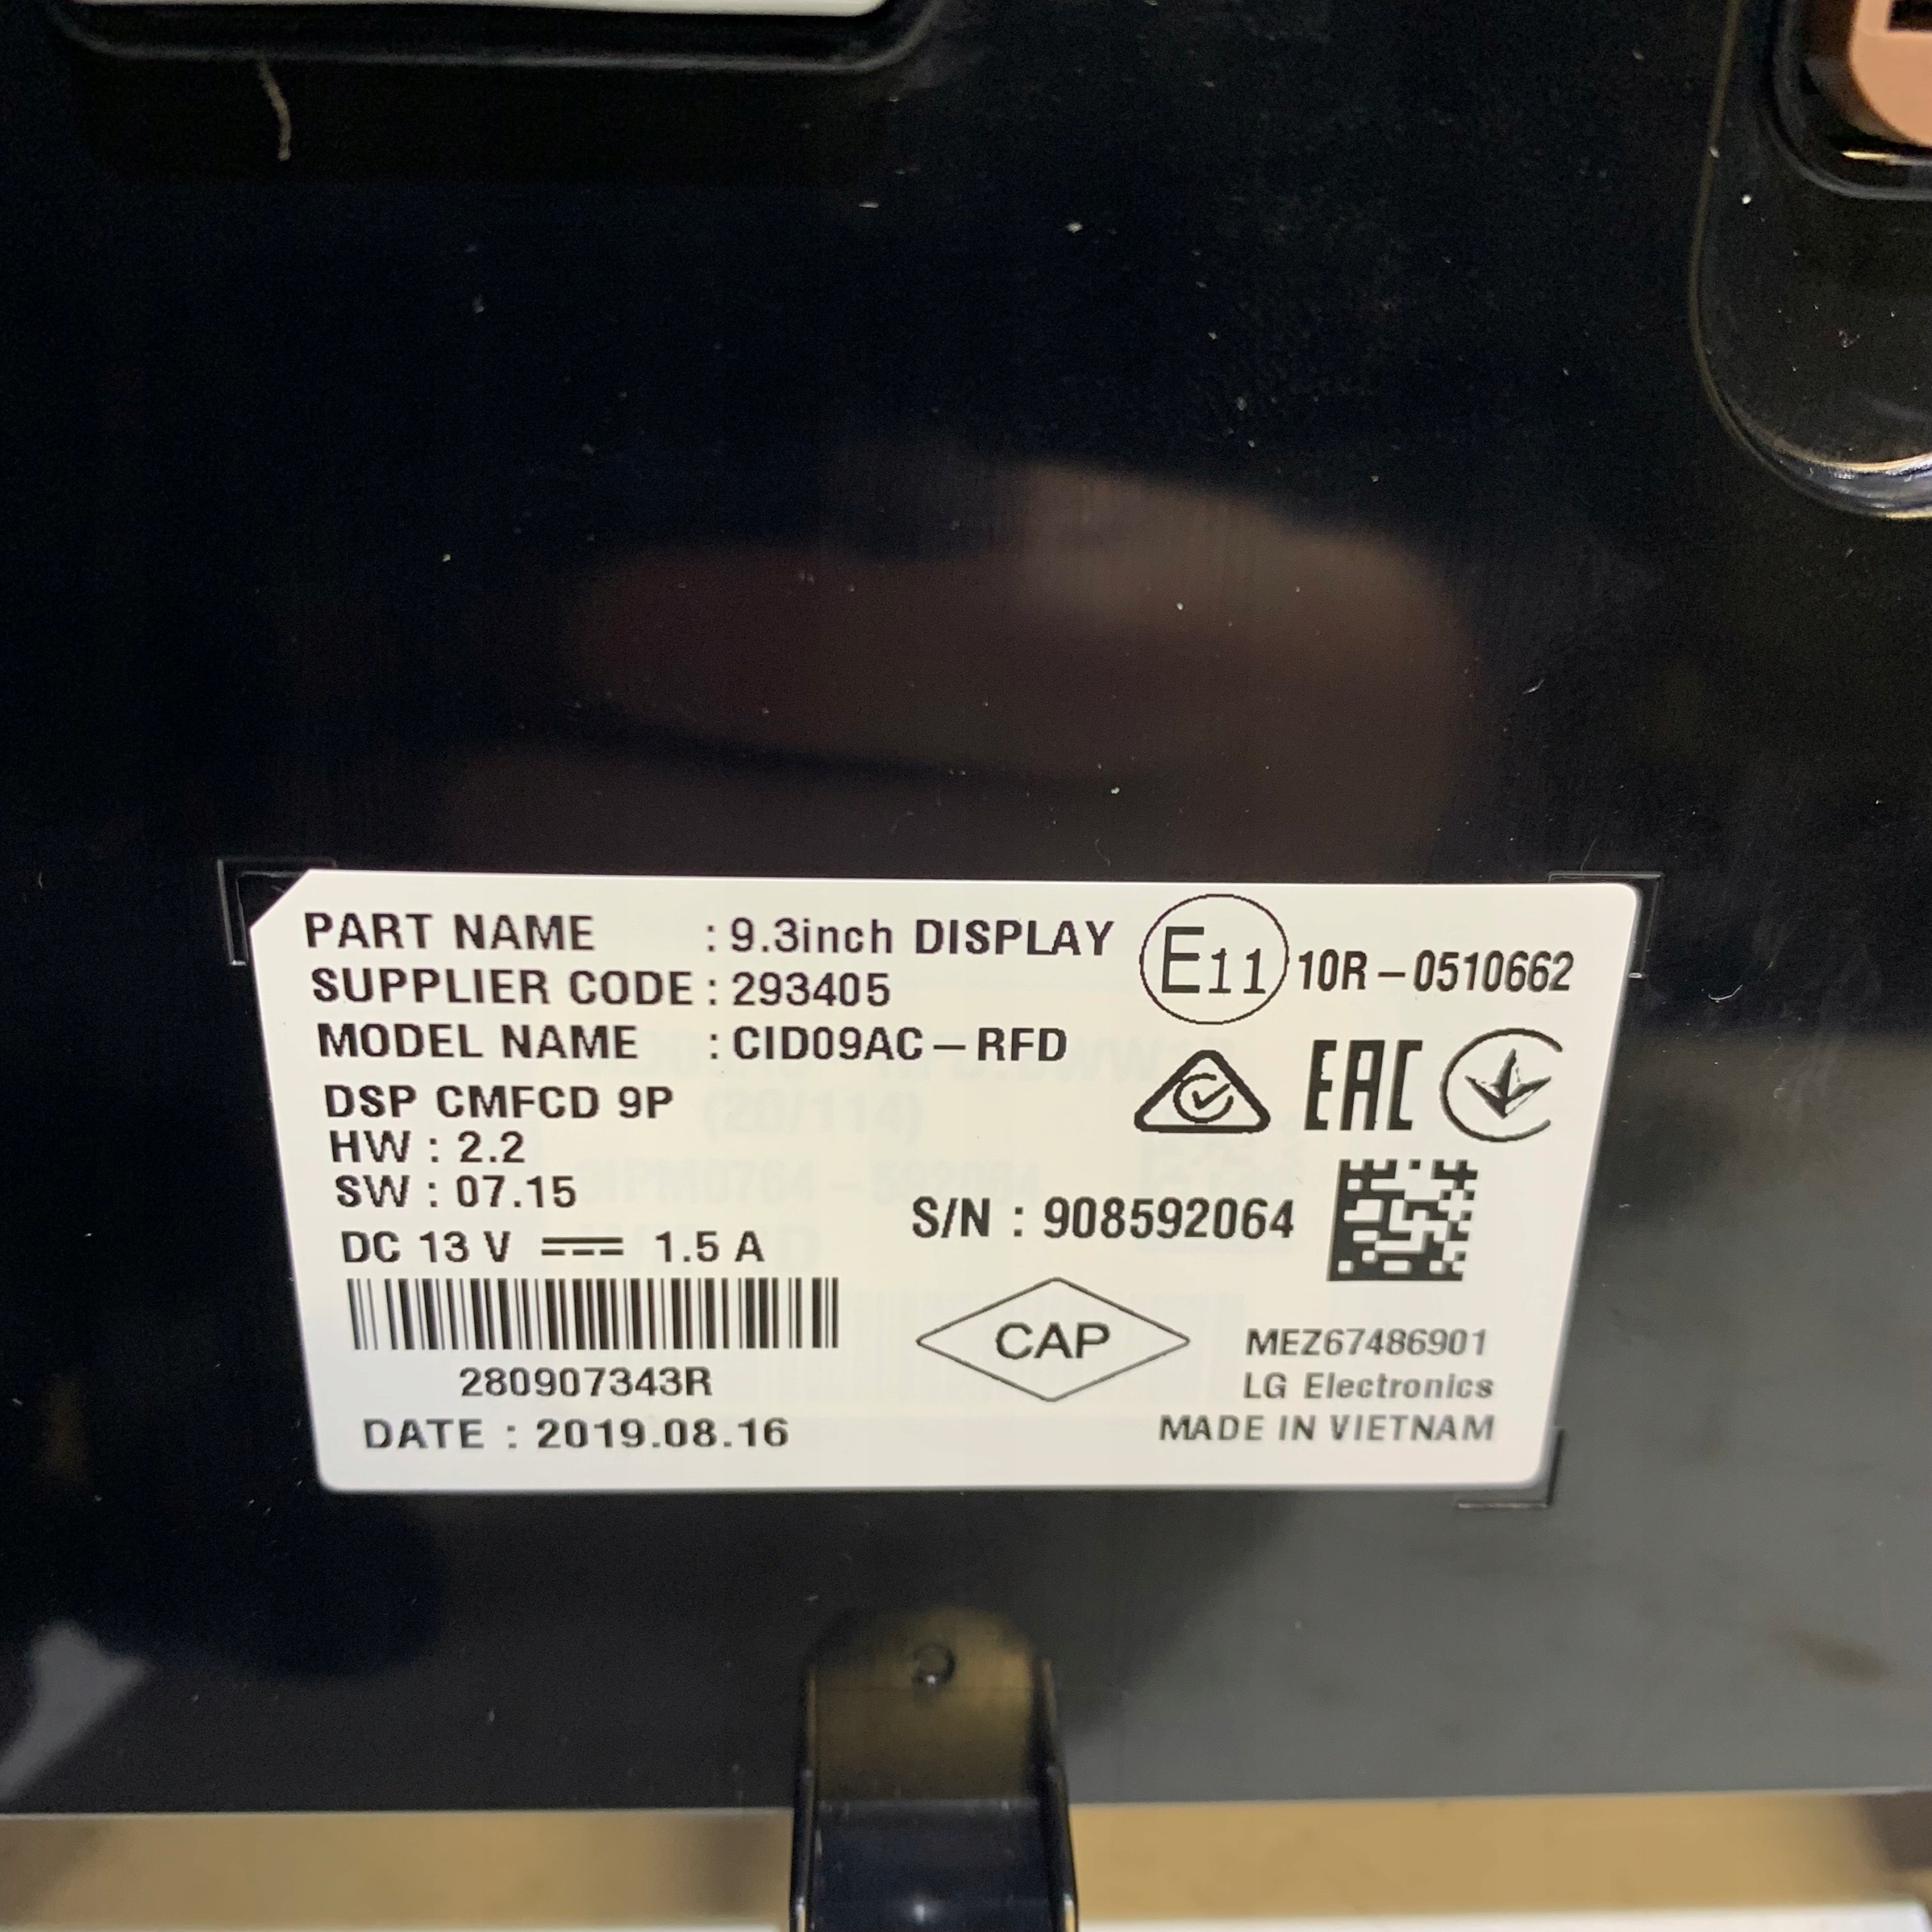 PART NAME : 9.3inch DISPLAY
SUPPLIER CODE : 293405
MODEL NAME : CID09AC-RFD
DSP CMFCD 9P
HW : 2.2
SW : 07.15
DC 13 V 1.5 A
280907343R
DATE : 2019.08.16
E11 10R-0510662
EAC
S/N : 908592064
CAP
MEZ67486901
LG Electronics
MADE IN VIETNAM